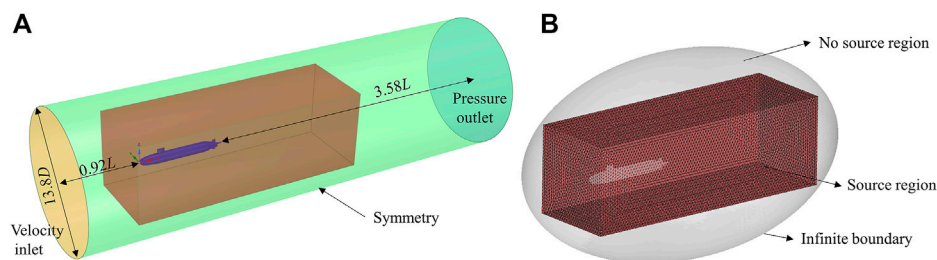 A
3.58L
Pressure
outlet
0.92L
13.8D
Velocity
inlet
Symmetry
B
No source region
Source region
Infinite boundary